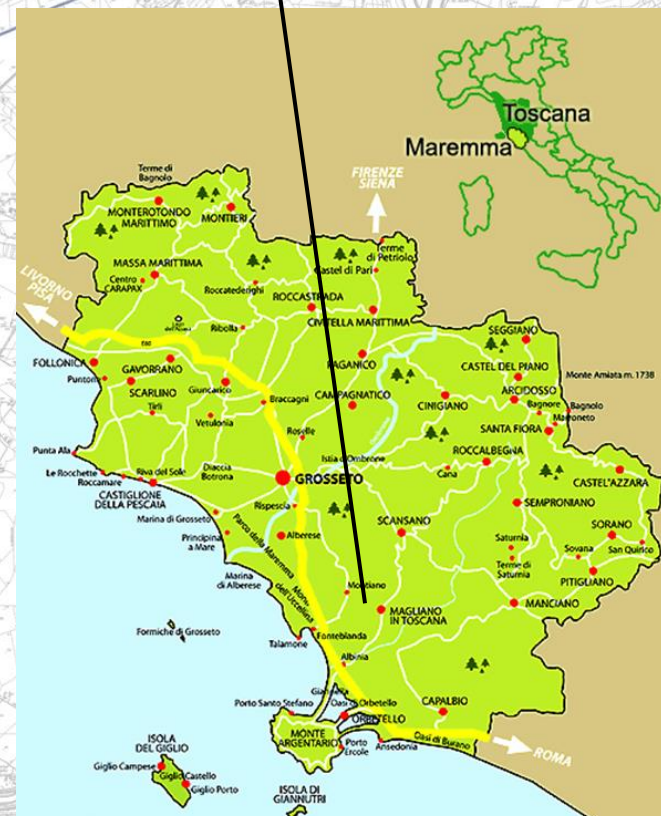 Toscana
Maremma
FIRENZE
SIENA
Terme di
Bagnolo
MONTEROTONDO
MARITTIMO
MONTIERI
Terme
di Petriolo
Castel di Pari
MASSA MARITTIMA
Centro
CARAPAX
Roccatederighi
ROCCASTRADA
LIVORNO
PISA
Ribolla
CIVITELLA MARITTIMA
SEGGIANO
FOLLONICA
GAVORRANO
PAGANICO
CASTEL DEL PIANO
Monte Amiata m. 1738
Puntone
SCARLINO
Giuncarico
ARCIDOSSO
Braccagni
CAMPAGNATICO
CINIGIANO
Bagnore
Bagnolo
Marroneto
Tirli
Vetulonia
SANTA FIORA
Roselle
Punta Ala
Istia d'Ombrone
ROCCALBEGNA
Le Rocchette
Roccamare
Riva del Sole
Diaccia
Botrona
Cana
CASTEL'AZZARA
GROSSETO
CASTIGLIONE
DELLA PESCAIA
Rispescia
SEMPRONIANO
Marina di Grosseto
SCANSANO
SORANO
Principina
a Mare
Alberese
Saturnia
Sovana
San Quirico
Parco della Maremma
Terme di
Saturnia
PITIGLIANO
Marina
di Alberese
Monti
dell'Uccellina
Montiano
MANCIANO
MAGLIANO
IN TOSCANA
Formiche di Grosseto
Talamone
Fonteblanda
Albinia
Giannella
Porto Santo Stefano
Oasi di Orbetello
CAPALBIO
ORBETELLO
MONTE
ARGENTARIO
ISOLA
DEL GIGLIO
Porto
Ercole
Ansedonia
Oasi di Burano
ROMA
Giglio Campese
Giglio Castello
Giglio Porto
ISOLA DI
GIANNUTRI